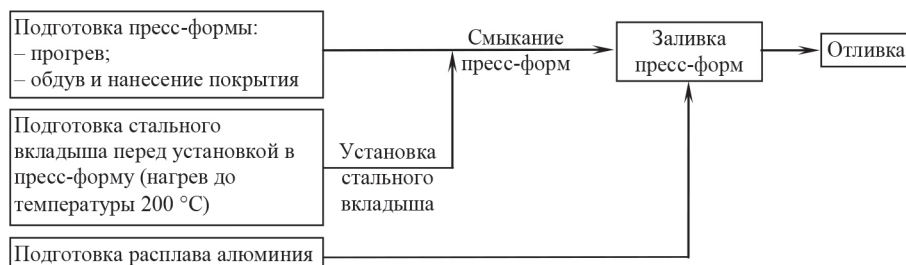 Подготовка пресс-формы:
– прогрев;
– обдув и нанесение покрытия
Смыкание
пресс-форм
Заливка
пресс-форм
Отливка
Подготовка стального
вкладыша перед установкой в
пресс-форму (нагрев до
температуры 200 °C)
Установка
стального
вкладыша
Подготовка расплава алюминия